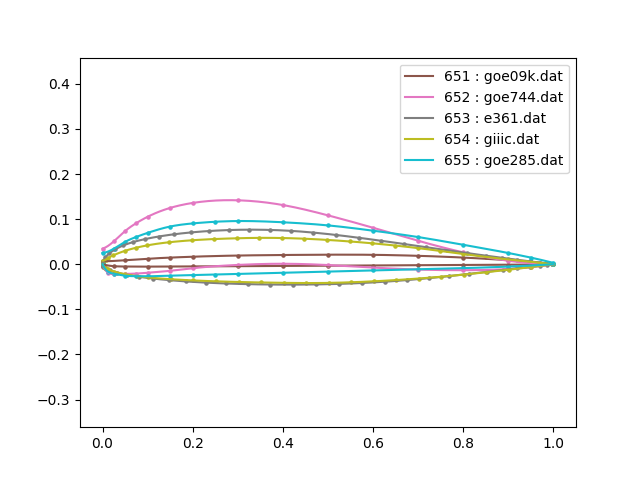 651 : goe09k.dat
652 : goe744.dat
653 : e361.dat
654 : giiic.dat
655 : goe285.dat
0.4
0.3
0.2
0.1
0.0
−0.1
−0.2
−0.3
0.0 0.2 0.4 0.6 0.8 1.0